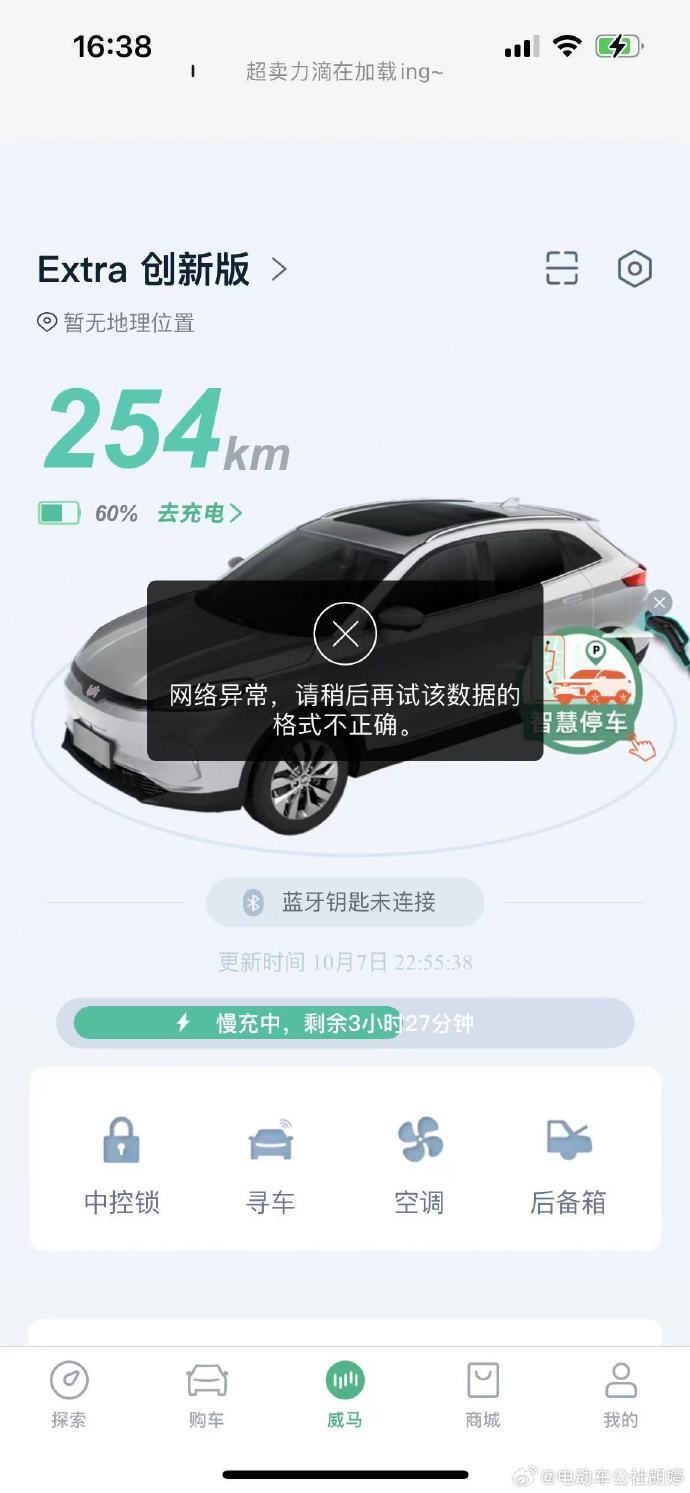 16:38
超卖力滴在加载ing~
Extra 创新版
暂无地理位置
254km
60% 去充电
网络异常，请稍后再试该数据的
格式不正确。
P
智慧停车
蓝牙钥匙未连接
更新时间 10月7日 22:55:38
慢充中，剩余3小时27分钟
中控锁 寻车 空调 后备箱
探索 购车 威马 商城 我的
@电动车公社胡婷